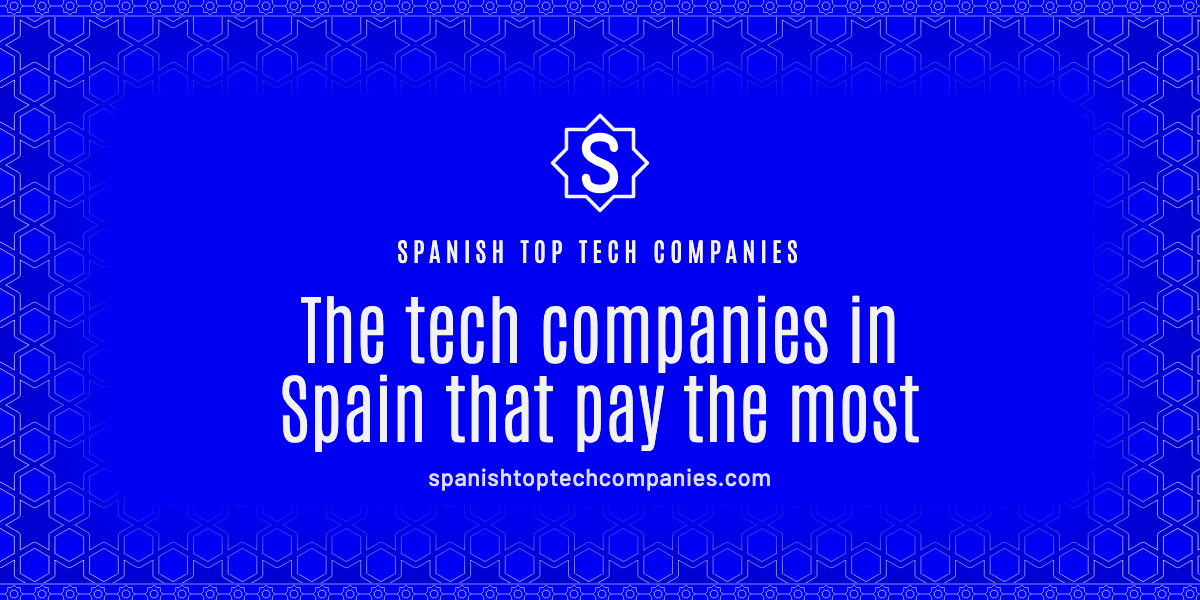 S
SPANISH TOP TECH COMPANIES
The tech companies in
Spain that pay the most
spanishtoptechcompanies.com